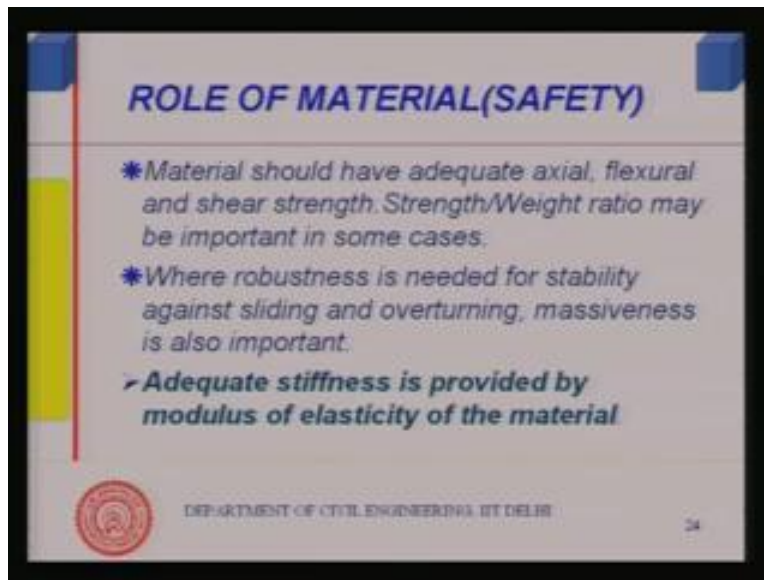 ROLE OF MATERIAL(SAFETY)
Material should have adequate axial, flexural
and shear strength.Strength/Weight ratio may
be important in some cases.
Where robustness is needed for stability
against sliding and overturning, massiveness
is also important.
Adequate stiffness is provided by
modulus of elasticity of the material
DEPARTMENT OF CIVIL ENGINEERING, IIT DELHI
24